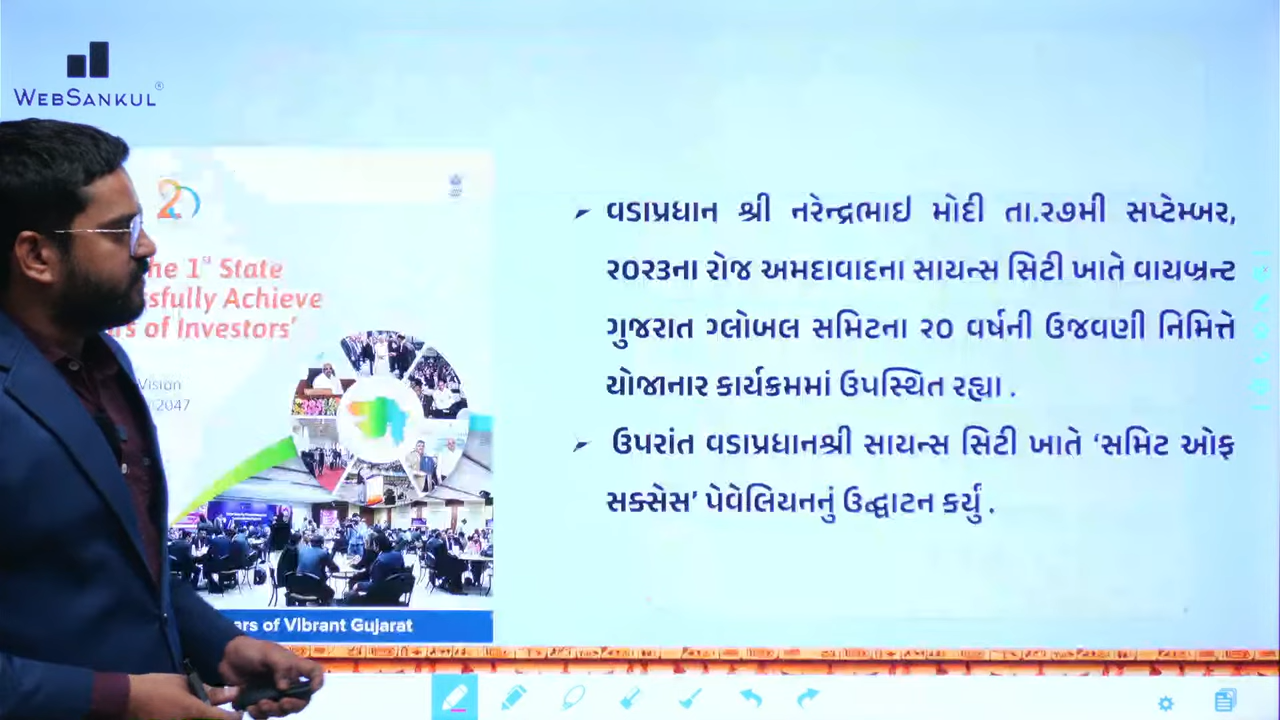 WEBSANKUL®
20
he 1st State
ssfully Achieve
rs of Investors'
Vision
2047
ars of Vibrant Gujarat
➢ વડાપ્રધાન શ્રી નરેન્દ્રભાઈ મોદી તા.૨૭મી સપ્ટેમ્બર,
૨૦૨૩ના રોજ અમદાવાદના સાયન્સ સિટી ખાતે વાયબ્રન્ટ
ગુજરાત ગ્લોબલ સમિટના ૨૦ વર્ષની ઉજવણી નિમિત્તે
યોજાનાર કાર્યક્રમમાં ઉપસ્થિત રહ્યા .
➢ ઉપરાંત વડાપ્રધાનશ્રી સાયન્સ સિટી ખાતે ‘સમિટ ઓફ
સક્સેસ’ પેવેલિયનનું ઉદ્ઘાટન કર્યું .